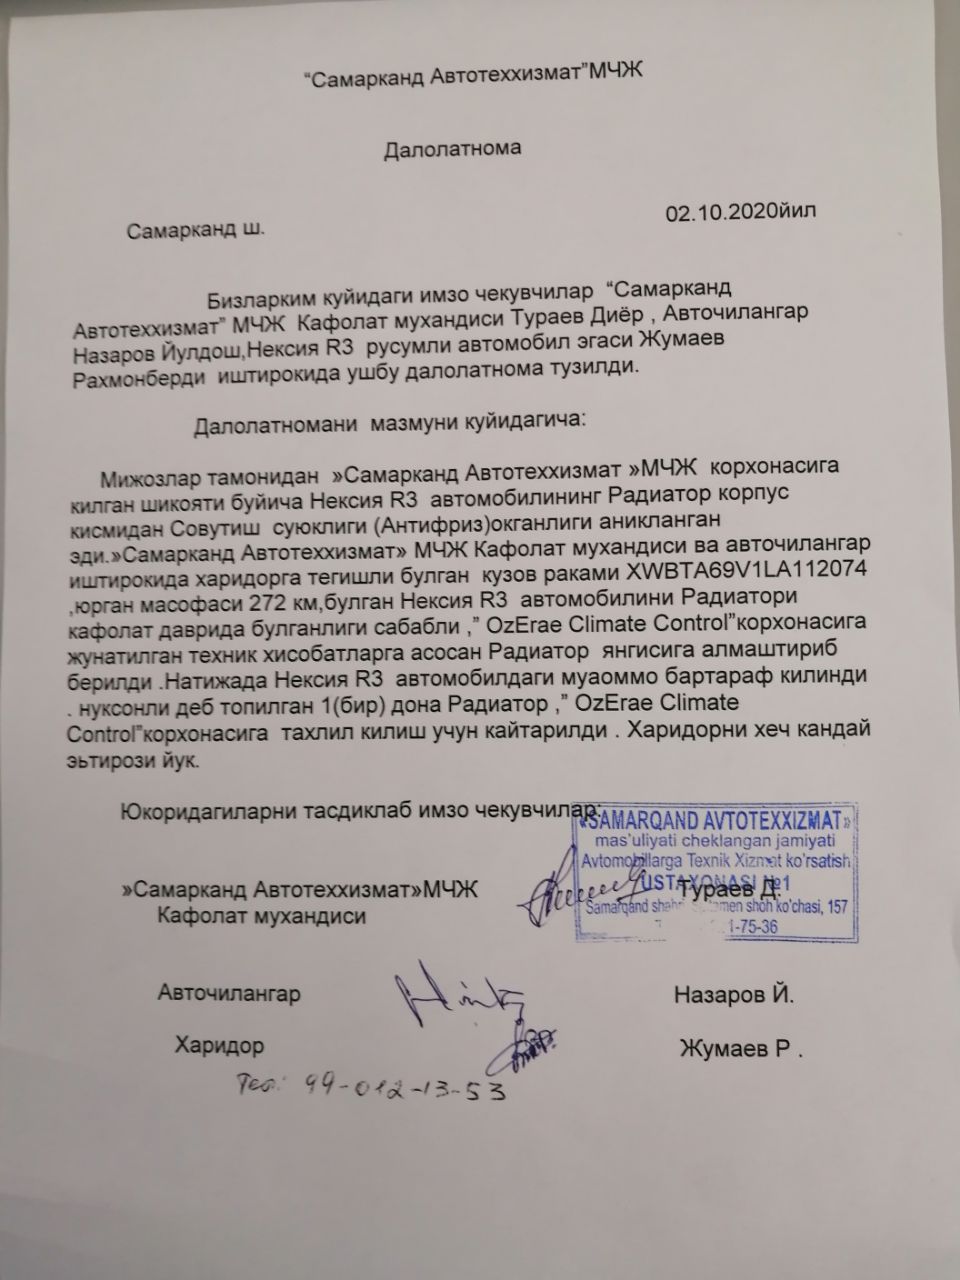 “Самарканд Автотеххизмат”МЧЖ
Далолатнома
Самарканд ш.
02.10.2020йил
Бизларким куйидаги имзо чекувчилар “Самарканд
Автотеххизмат” МЧЖ Кафолат мухандиси Тураев Диёр , Авточилангар
Назаров Йулдош,Нексия R3 русумли автомобил эгаси Жумаев
Рахмонберди иштирокида ушбу далолатнома тузилди.
Далолатномани мазмуни куйидагича:
Мижозлар тамонидан »Самарканд Автотеххизмат »МЧЖ корхонасига
килган шикояти буйича Нексия R3 автомобилининг Радиатор корпус
кисмидан Совутиш суюклиги (Антифриз)окганлиги аникланган
эди.»Самарканд Автотеххизмат» МЧЖ Кафолат мухандиси ва авточилангар
иштирокида харидорга тегишли булган кузов раками XWBTA69V1LA112074
,юрган масофаси 272 км,булган Нексия R3 автомобилини Радиатори
кафолат даврида булганлиги сабабли ,” OzErae Climate Control”корхонасига
жунатилган техник хисобатларга асосан Радиатор янгисига алмаштириб
берилди .Натижада Нексия R3 автомобилдаги муаоммо бартараф килинди
. нуксонли деб топилган 1(бир) дона Радиатор ,” OzErae Climate
Control”корхонасига тахлил килиш учун кайтарилди . Харидорни хеч кандай
эьтирози йук.
Юкоридагиларни тасдиклаб имзо чекувчилар:
«SAMARQAND AVTOTEXXIZMAT»
mas'uliyati cheklangan jamiyati
Avtomobillarga Texnik Xizmat ko'rsatish
USTAXONASI №1
Samarqand shoh ko'chasi, 157
1-75-36
»Самарканд Автотеххизмат»МЧЖ
Тураев Д.
Кафолат мухандиси
Авточилангар
Назаров Й.
Харидор
Жумаев Р .
Тел: 99-012-13-53